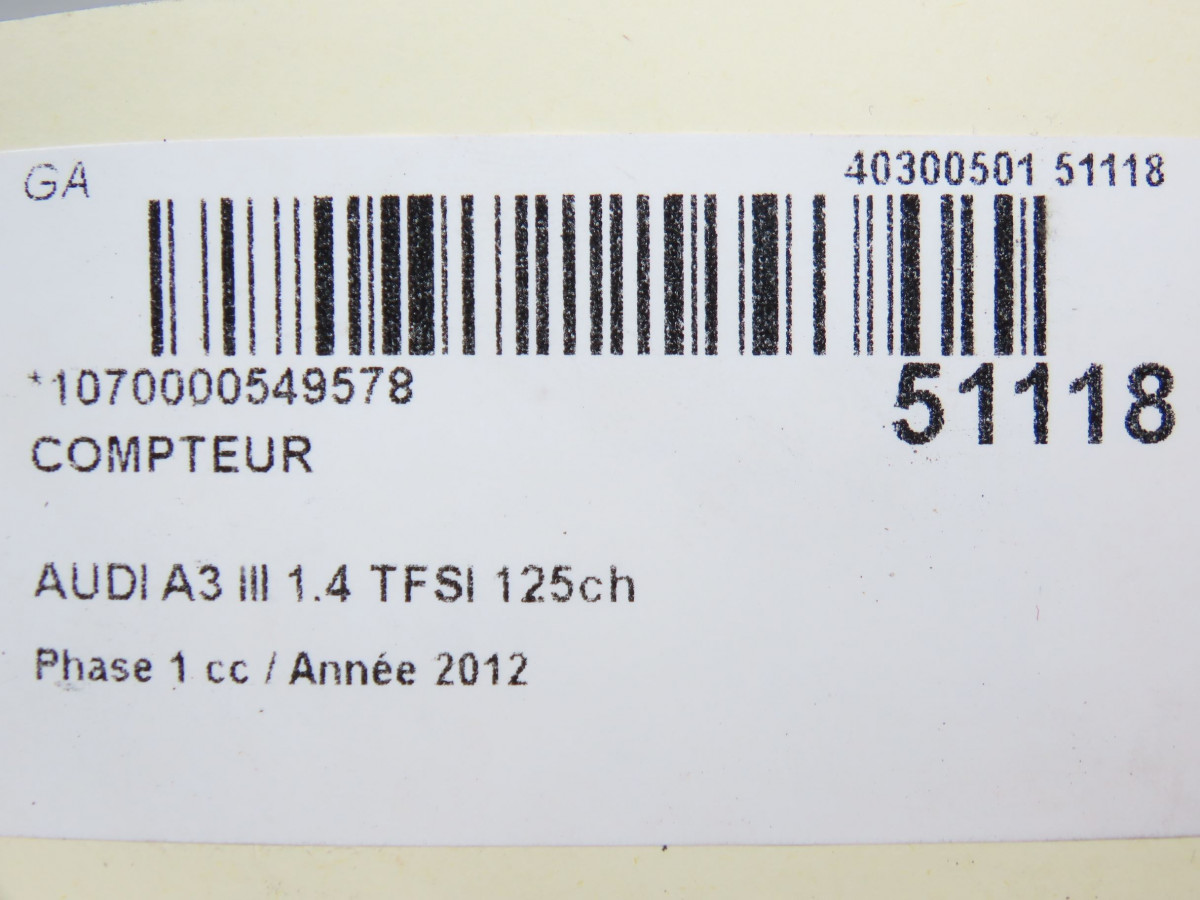 GA
40300501 51118
*1070000549578
51118
COMPTEUR
AUDI A3 III 1.4 TFSI 125ch
Phase 1 cc / Année 2012